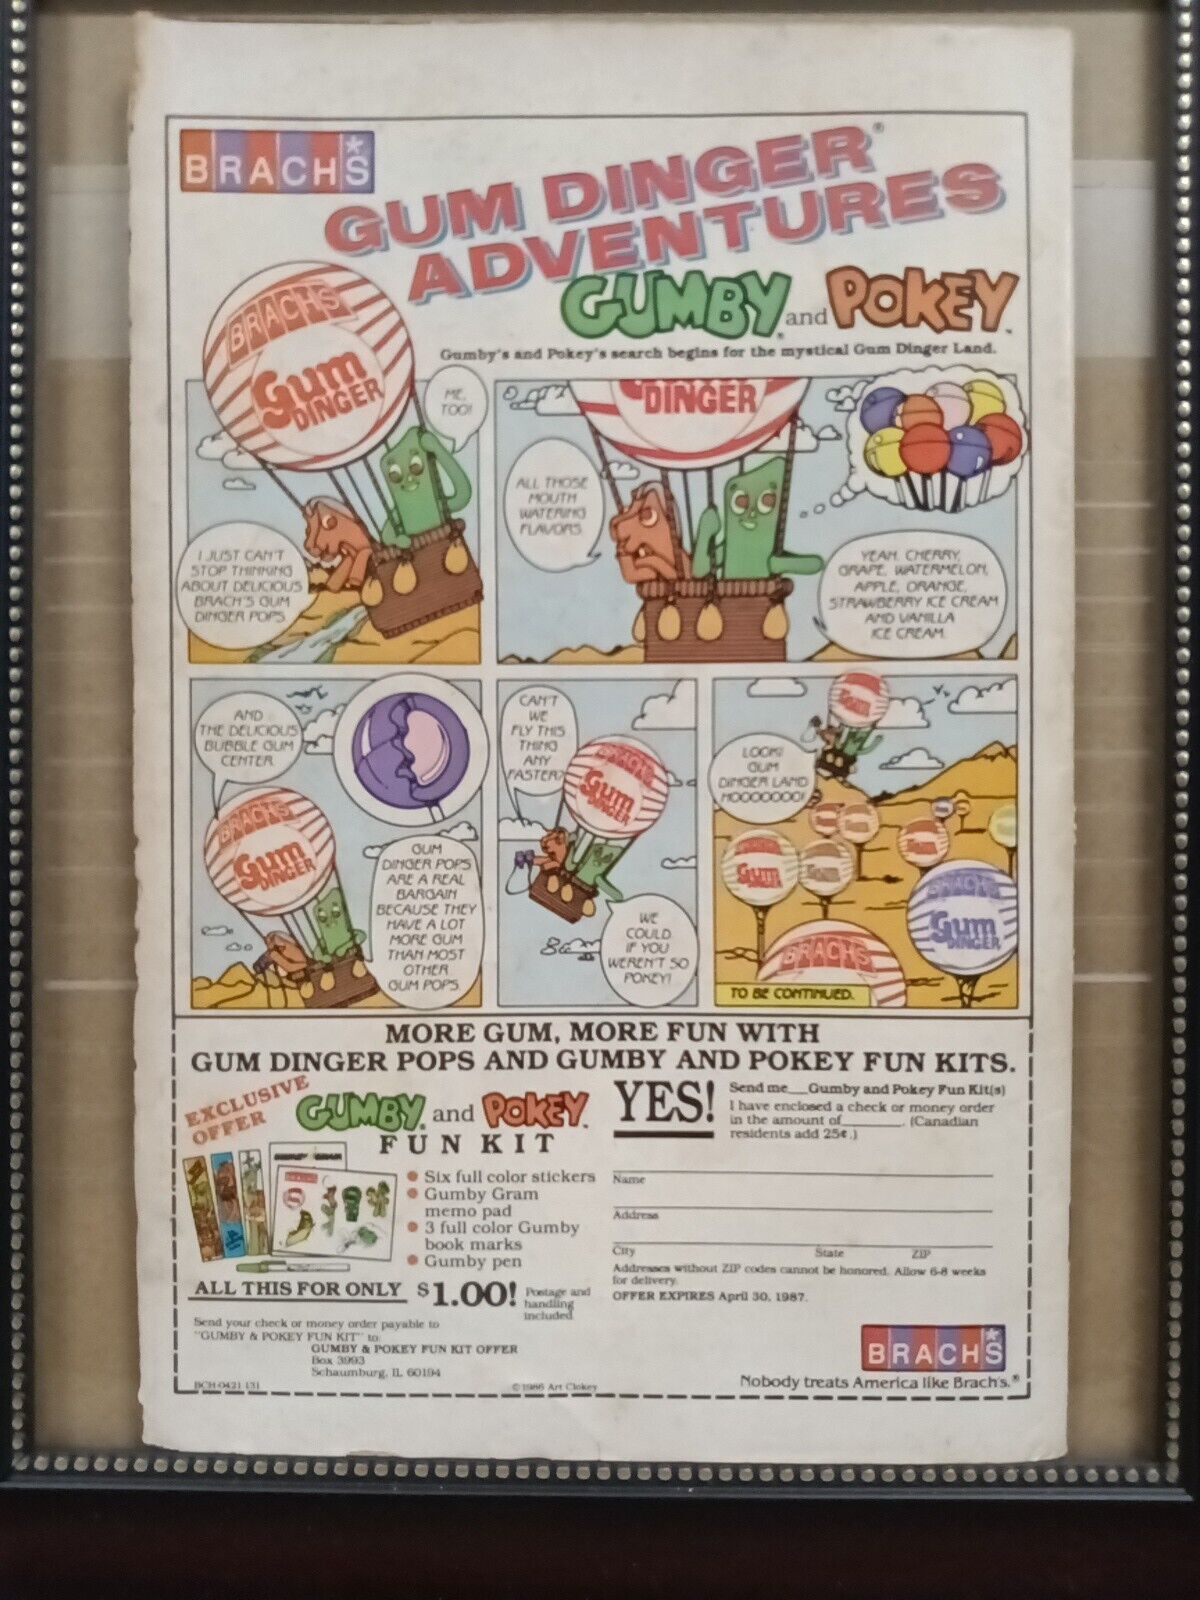 BRACH'S
GUM DINGER®
ADVENTURES
GUMBY® and POKEY™
Gumby's and Pokey's search begins for the mystical Gum Dinger Land.
BRACH'S
Gum
DINGER
ME,
TOO!
I JUST CAN'T
STOP THINKING
ABOUT DELICIOUS
BRACH'S GUM
DINGER POPS.
DINGER
ALL THOSE
MOUTH
WATERING
FLAVORS.
YEAH, CHERRY,
GRAPE, WATERMELON,
APPLE, ORANGE,
STRAWBERRY ICE CREAM
AND VANILLA
ICE CREAM.
AND
THE DELICIOUS
BUBBLE GUM
CENTER.
BRACH'S
Gum
DINGER
GUM
DINGER POPS
ARE A REAL
BARGAIN
BECAUSE THEY
HAVE A LOT
MORE GUM
THAN MOST
OTHER
GUM POPS.
CAN'T
WE
FLY THIS
THING
ANY
FASTER?
BRACH'S
Gum
DINGER
WE
COULD,
IF YOU
WEREN'T SO
POKEY!
LOOK!
GUM
DINGER LAND
HOOOOOOO!
Gum
BRACH'S
Gum
DINGER
BRACHS
TO BE CONTINUED.
MORE GUM, MORE FUN WITH
GUM DINGER POPS AND GUMBY AND POKEY FUN KITS.
EXCLUSIVE
OFFER
GUMBY® and POKEY™
FUN KIT
• Six full color stickers
• Gumby Gram
memo pad
• 3 full color Gumby
book marks
• Gumby pen
ALL THIS FOR ONLY $1.00! Postage and
handling
included
Send your check or money order payable to
"GUMBY & POKEY FUN KIT" to:
GUMBY & POKEY FUN KIT OFFER
Box 3993
Schaumburg, IL 60194
BCH-0421 131
©1986 Art Clokey
YES! Send me___Gumby and Pokey Fun Kit(s)
I have enclosed a check or money order
in the amount of________. (Canadian
residents add 25¢.)
Name
Address
City State ZIP
Addresses without ZIP codes cannot be honored. Allow 6-8 weeks
for delivery.
OFFER EXPIRES April 30, 1987.
BRACH'S
Nobody treats America like Brach's.®